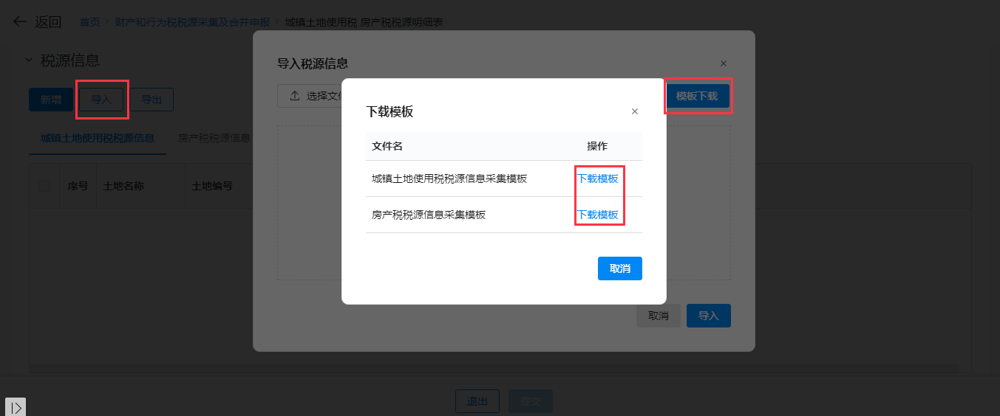 返回 首页 > 财产和行为税税源采集及合并申报 > 城镇土地使用税 房产税税源明细表
税源信息
新增 导入 导出
城镇土地使用税税源信息 房产税税源信息
序号 土地名称 土地编号
导入税源信息 ×
选择文件 模板下载
下载模板 ×
文件名 操作
城镇土地使用税税源信息采集模板 下载模板
房产税税源信息采集模板 下载模板
取消
取消 导入
退出 提交